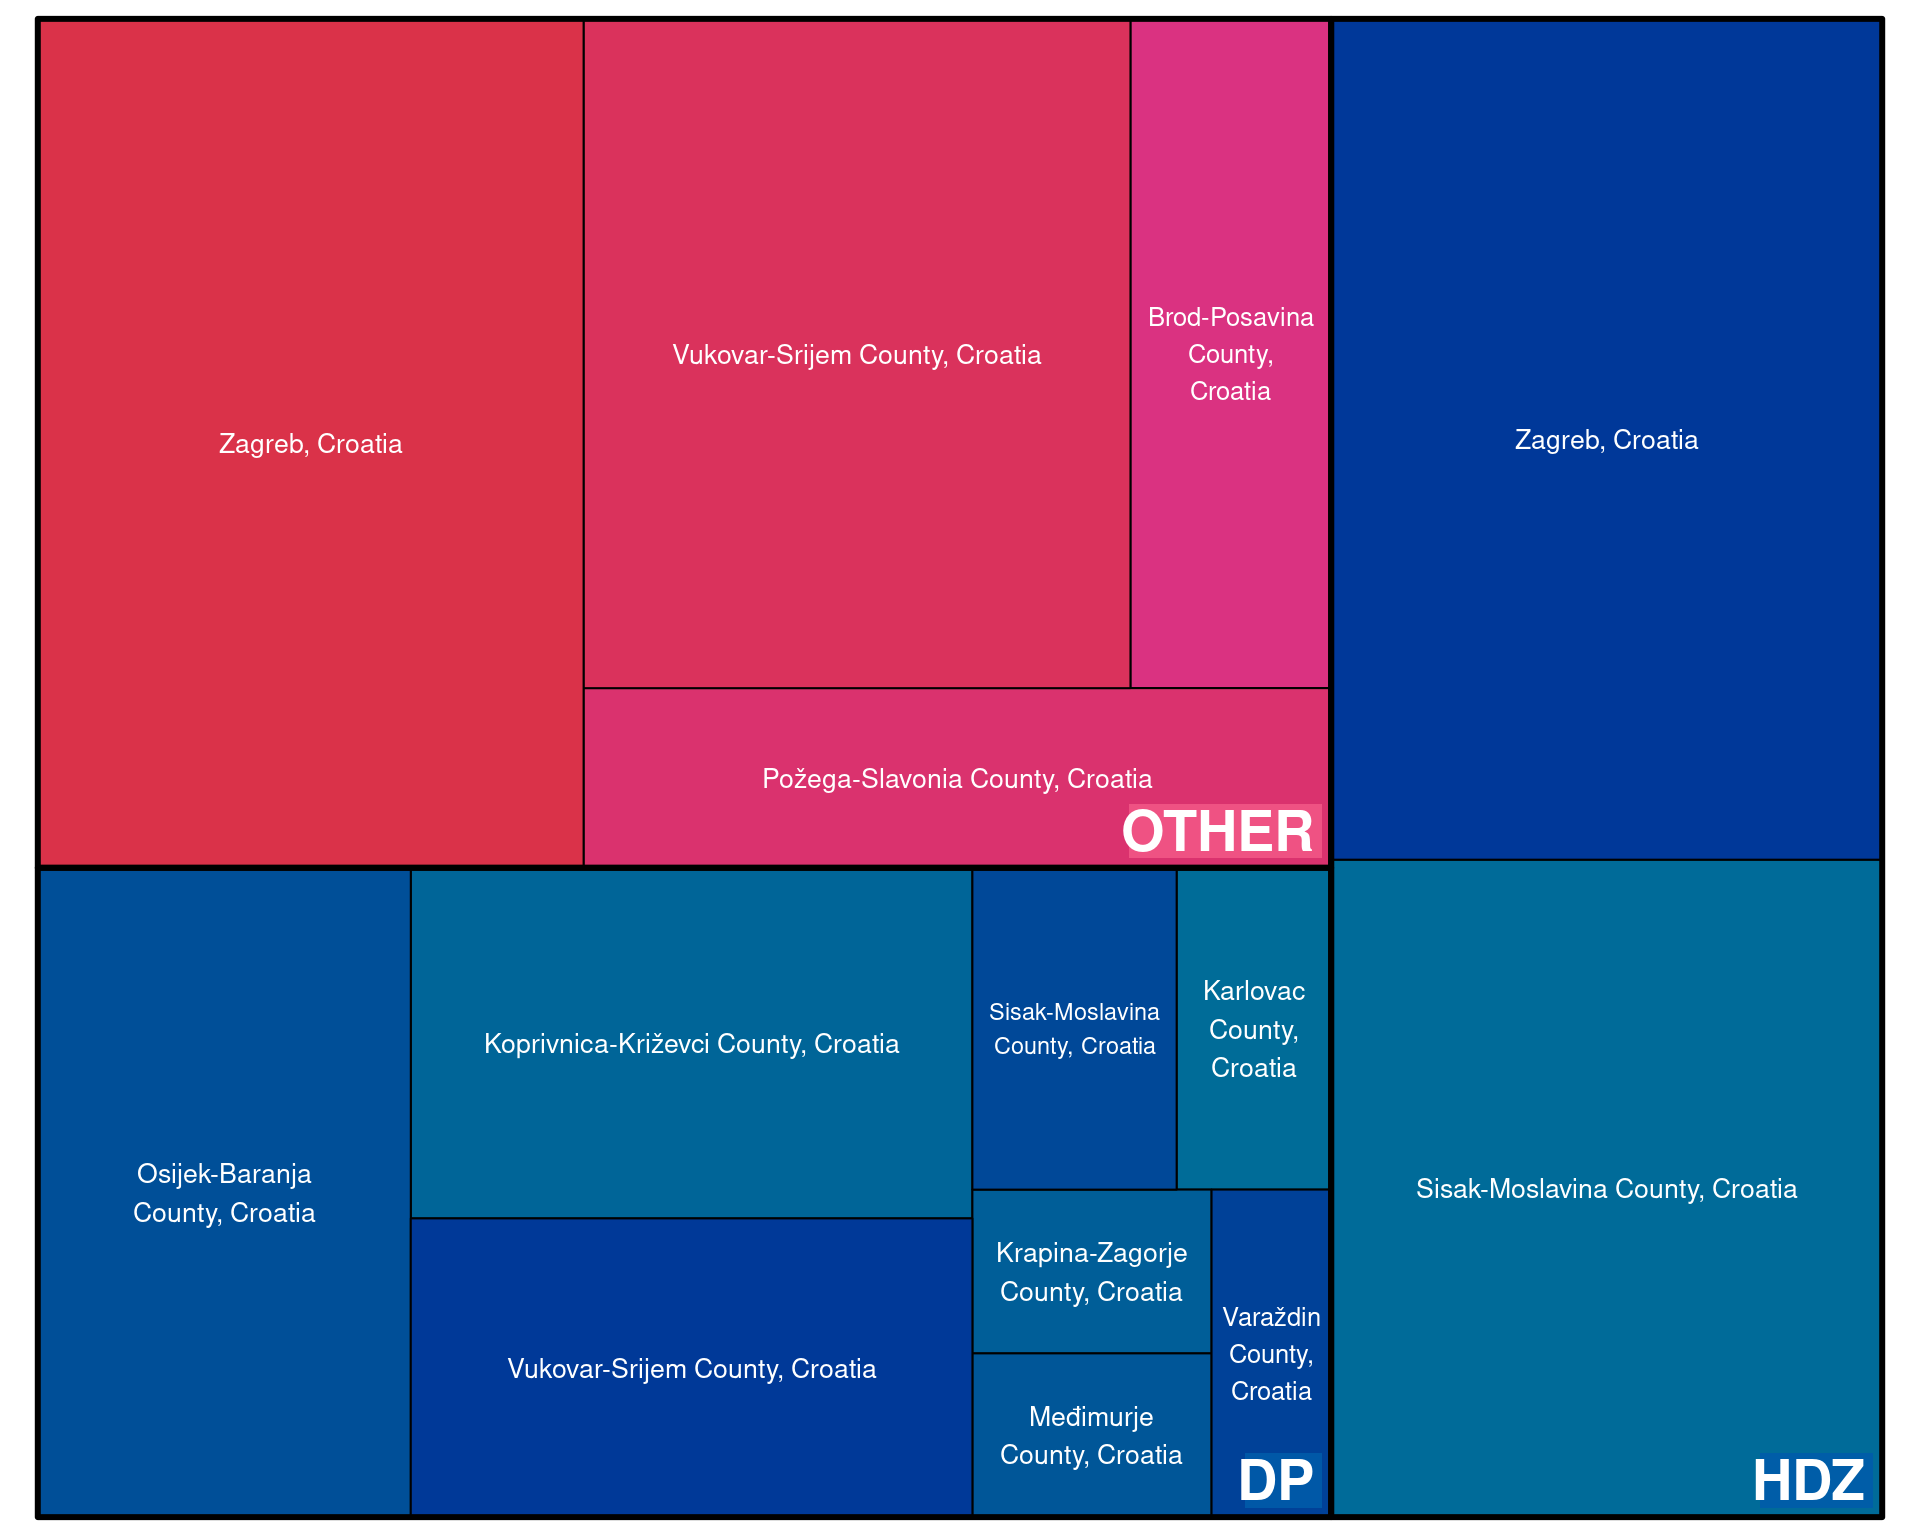 Zagreb, Croatia
Vukovar-Srijem County, Croatia
Brod-Posavina
County,
Croatia
Požega-Slavonia County, Croatia
OTHER
Zagreb, Croatia
Sisak-Moslavina County, Croatia
HDZ
Osijek-Baranja
County, Croatia
Koprivnica-Križevci County, Croatia
Vukovar-Srijem County, Croatia
Sisak-Moslavina
County, Croatia
Karlovac
County,
Croatia
Krapina-Zagorje
County, Croatia
Međimurje
County, Croatia
Varaždin
County,
Croatia
DP